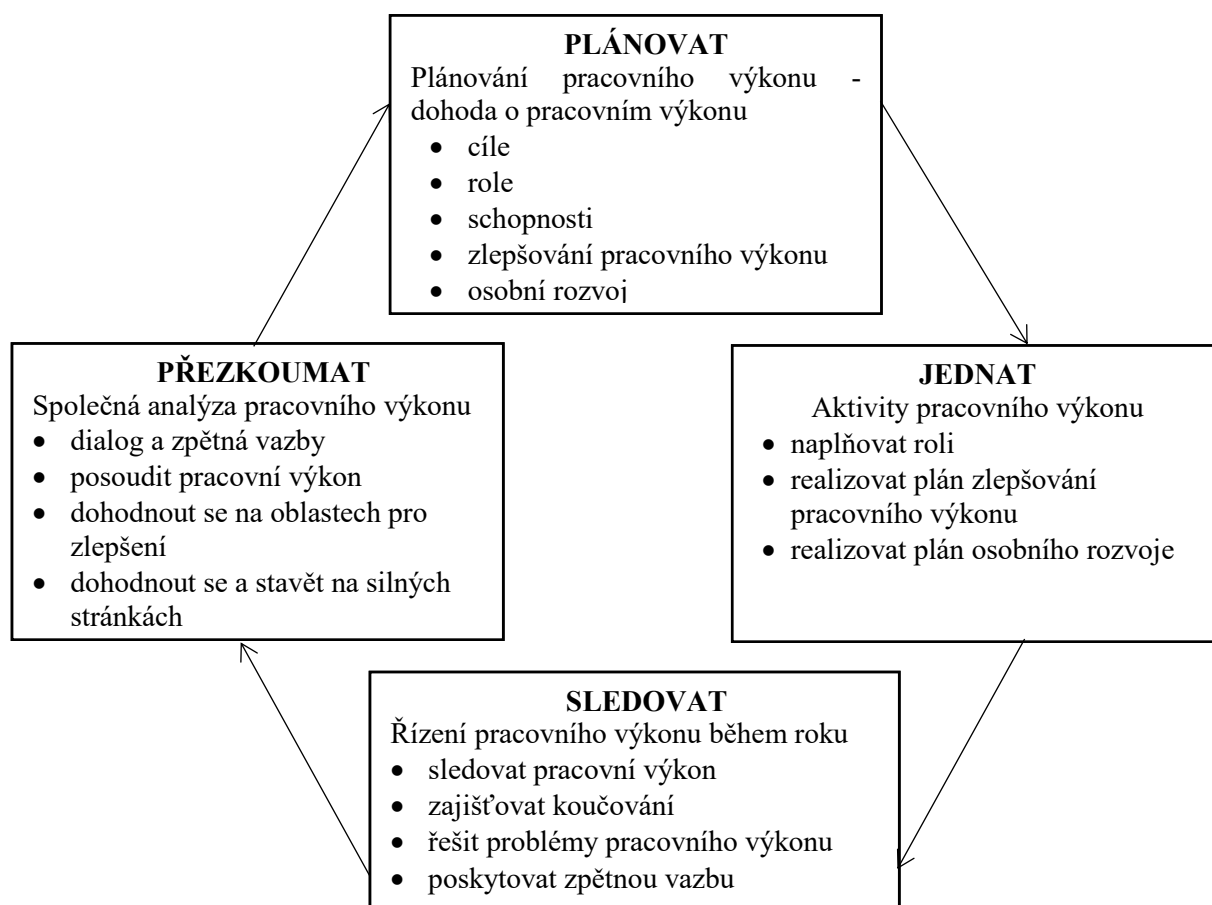 PLÁNOVAT
Plánování pracovního výkonu -
dohoda o pracovním výkonu
• cíle
• role
• schopnosti
• zlepšování pracovního výkonu
• osobní rozvoj
PŘEZKOUMAT
Společná analýza pracovního výkonu
• dialog a zpětná vazby
• posoudit pracovní výkon
• dohodnout se na oblastech pro
zlepšení
• dohodnout se a stavět na silných
stránkách
JEDNAT
Aktivity pracovního výkonu
• naplňovat roli
• realizovat plán zlepšování
pracovního výkonu
• realizovat plán osobního rozvoje
SLEDOVAT
Řízení pracovního výkonu během roku
• sledovat pracovní výkon
• zajišťovat koučování
• řešit problémy pracovního výkonu
• poskytovat zpětnou vazbu